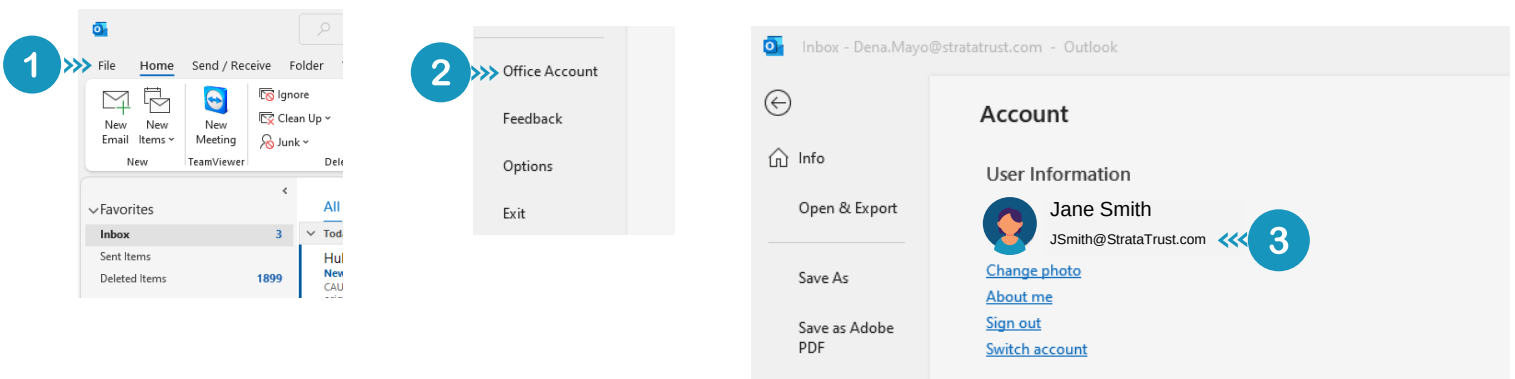 1
File Home Send / Receive Folder
New Email
New Items
New Meeting
Ignore
Clean Up
Junk
New
TeamViewer
Dele
Favorites
All
Inbox 3
Tod
Sent Items
Hul
New
Deleted Items 1899
CAU
2
Office Account
Feedback
Options
Exit
Inbox - Dena.Mayo@stratatrust.com - Outlook
Info
Open & Export
Save As
Save as Adobe
PDF
Account
User Information
Jane Smith
JSmith@StrataTrust.com
3
Change photo
About me
Sign out
Switch account